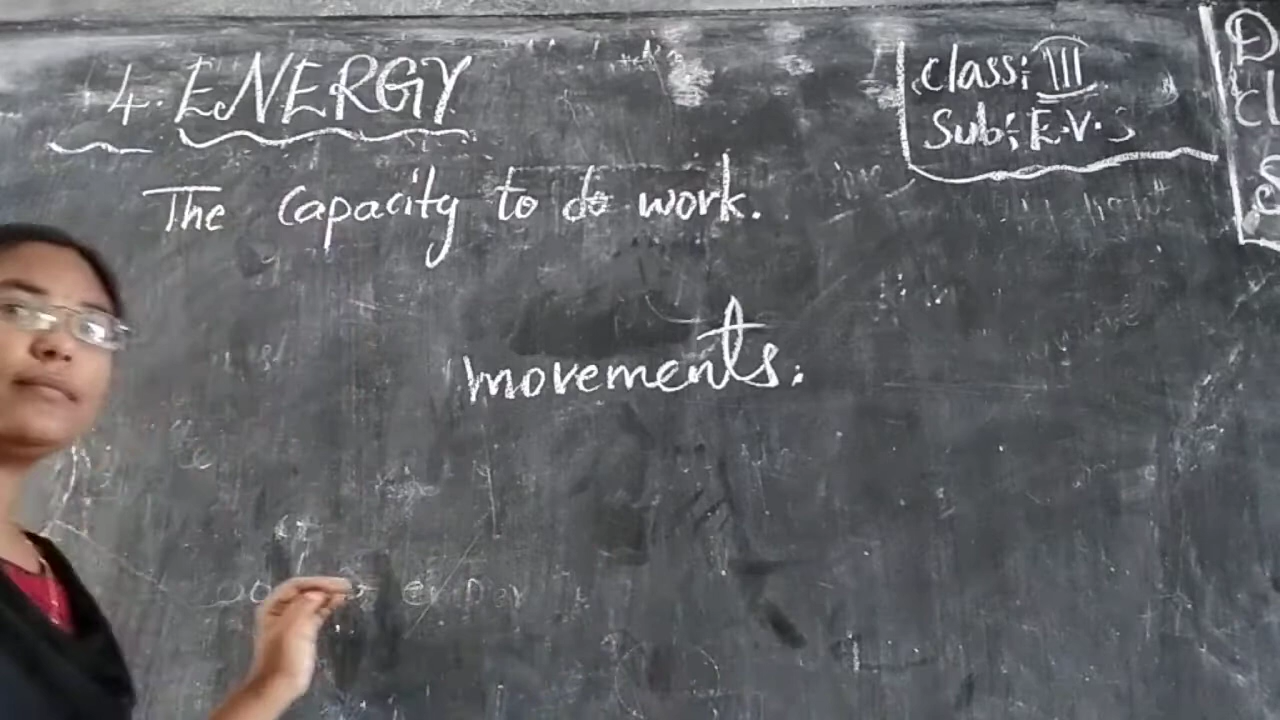 4. ENERGY
class: III
Sub: E.V.S
The capacity to do work.
movements.